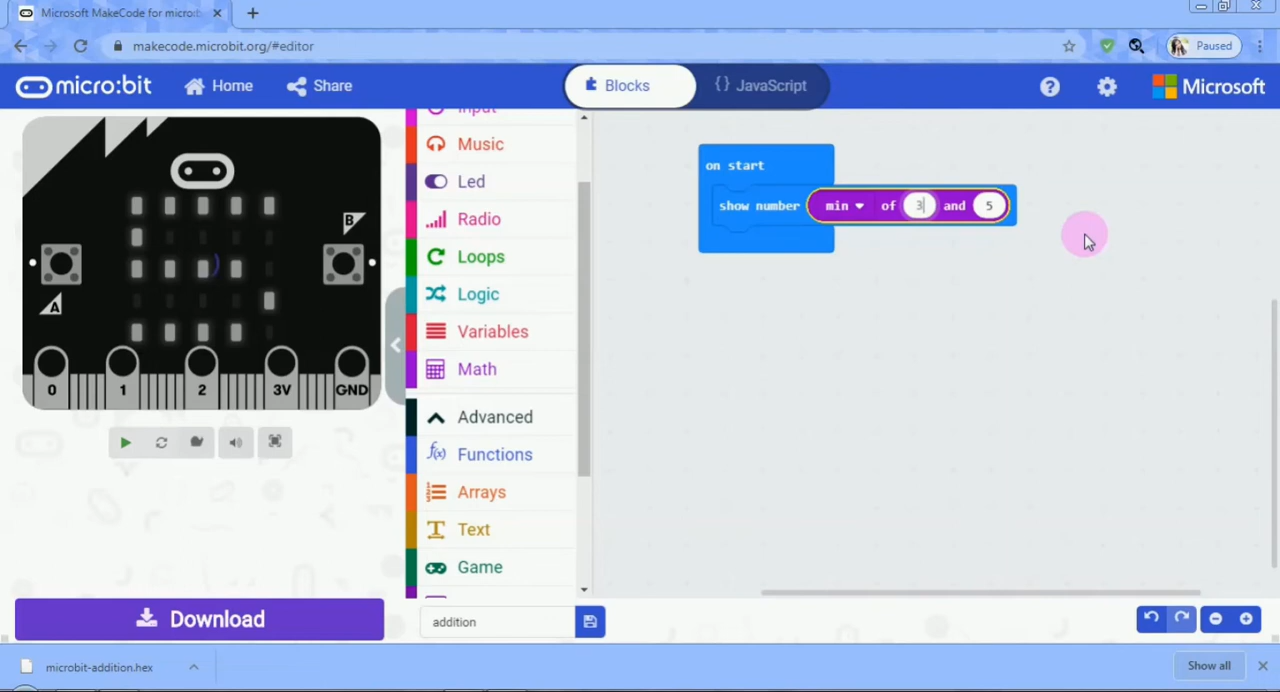 Microsoft MakeCode for micro:b
makecode.microbit.org/#editor
Paused
micro:bit
Home
Share
Blocks
{} JavaScript
Microsoft
A
B
0
1
2
3V
GND
Input
Music
Led
Radio
Loops
Logic
Variables
Math
Advanced
f(x) Functions
Arrays
Text
Game
on start
show number min of 3 and 5
Download
addition
microbit-addition.hex
Show all